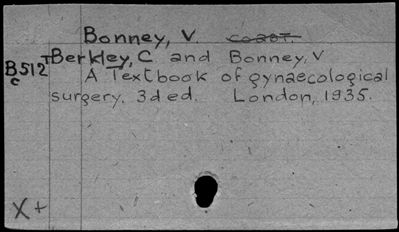 Bonney, V.
Berkley, C and Bonney, V
B512
c
A Textbook of gynaecological
surgery. 3d ed. London, 1935.
X+